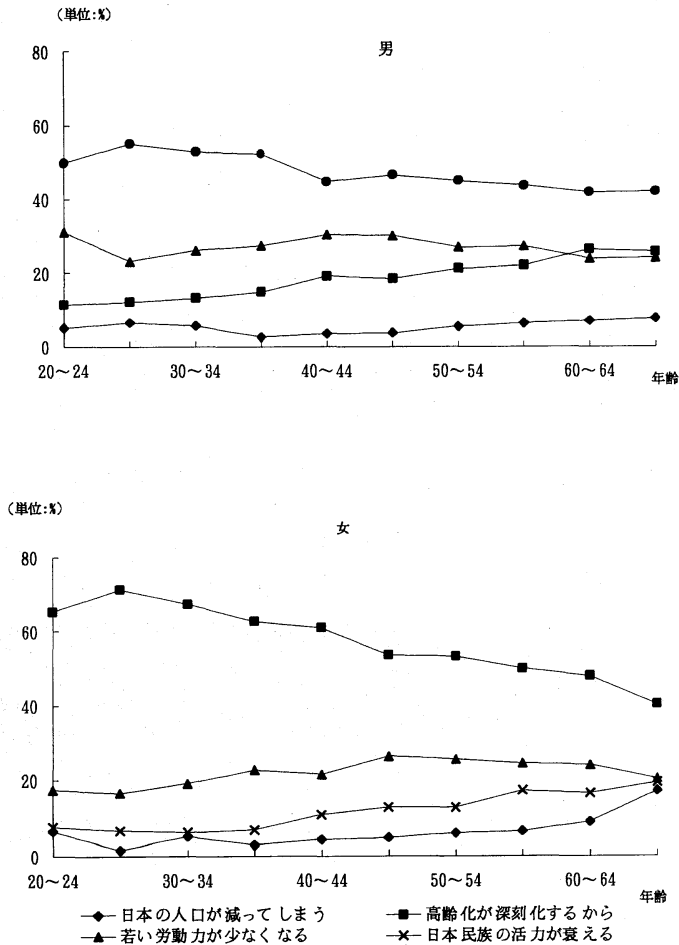 (単位:%)
男
80
60
40
20
0
20～24 30～34 40～44 50～54 60～64
年齢
(単位:%)
女
80
60
40
20
0
20～24 30～34 40～44 50～54 60～64
年齢
日本の人口が減ってしまう 高齢化が深刻化するから
若い労働力が少なくなる 日本民族の活力が衰える